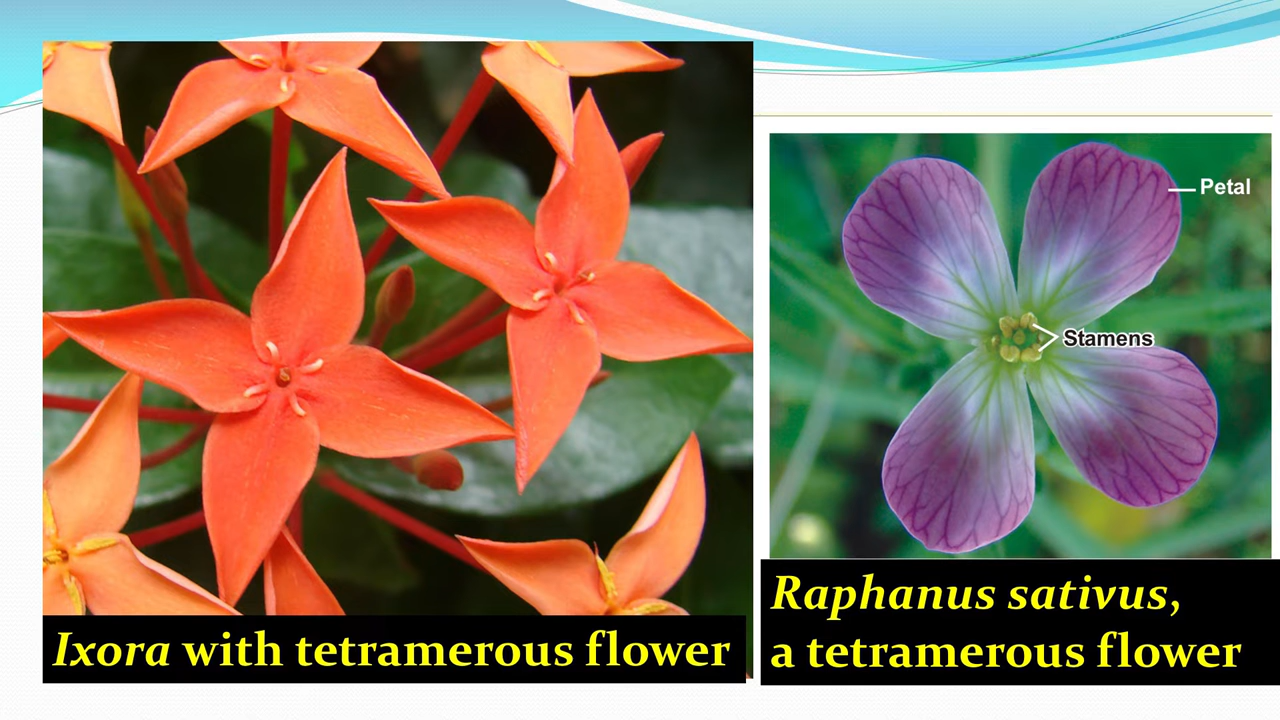 Petal
Stamens
Ixora with tetramerous flower
Raphanus sativus,
a tetramerous flower